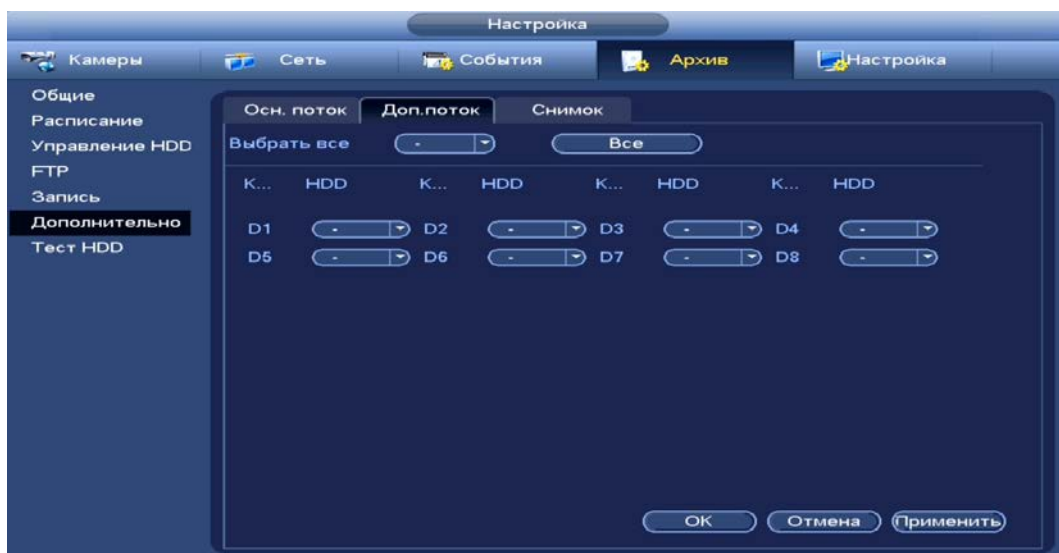 Настройка
Камеры Сеть События Архив Настройка
Общие
Расписание
Управление HDD
FTP
Запись
Дополнительно
Тест HDD
Осн. поток Доп.поток Снимок
Выбрать все - Все
К... HDD К... HDD К... HDD К... HDD
D1 - D2 - D3 - D4 -
D5 - D6 - D7 - D8 -
OK Отмена Применить